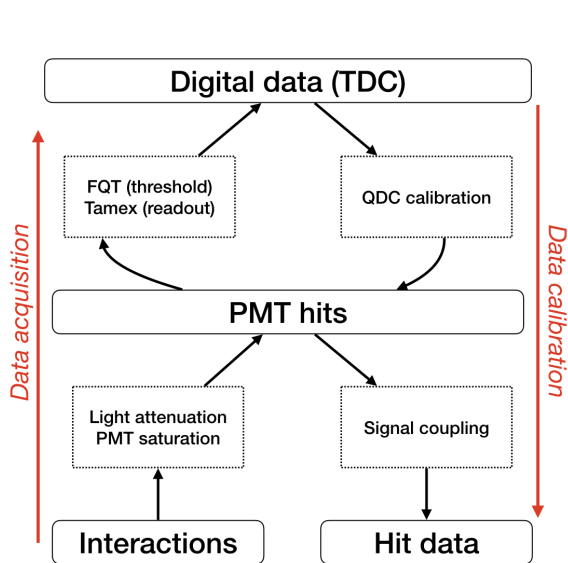 Digital data (TDC)
FQT (threshold)
Tamex (readout)
QDC calibration
Data acquisition
Data calibration
PMT hits
Light attenuation
PMT saturation
Signal coupling
Interactions
Hit data